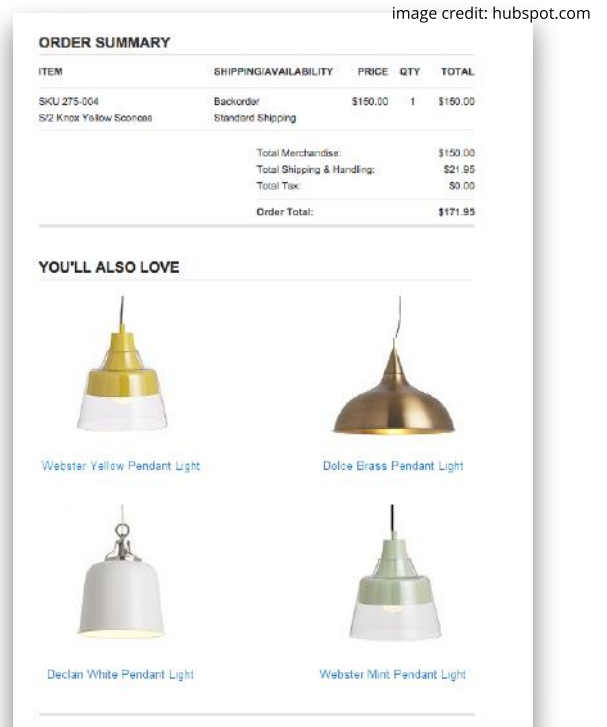 image credit: hubspot.com
ORDER SUMMARY
ITEM SHIPPING/AVAILABILITY PRICE QTY TOTAL
SKU 275-004 Backorder $150.00 1 $150.00
S/2 Knox Yellow Sconces Standard Shipping
Total Merchandise: $150.00
Total Shipping & Handling: $21.95
Total Tax: $0.00
Order Total: $171.95
YOU'LL ALSO LOVE
Webster Yellow Pendant Light Dolce Brass Pendant Light
Declan White Pendant Light Webster Mint Pendant Light